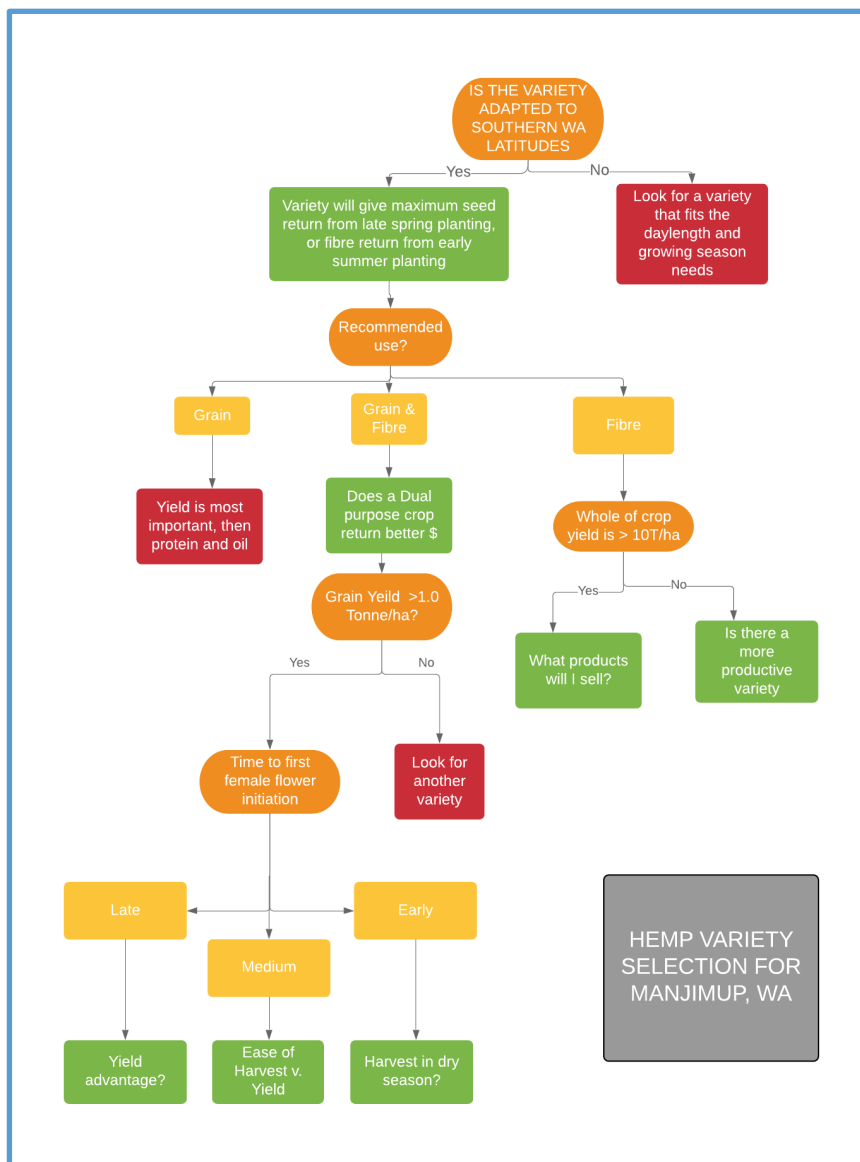 IS THE VARIETY
ADAPTED TO
SOUTHERN WA
LATITUDES
Yes
No
Variety will give maximum seed
return from late spring planting,
or fibre return from early
summer planting
Look for a variety
that fits the
daylength and
growing season
needs
Recommended
use?
Grain
Grain &
Fibre
Fibre
Yield is most
important, then
protein and oil
Does a Dual
purpose crop
return better $
Whole of crop
yield is > 10T/ha
Grain Yeild >1.0
Tonne/ha?
Yes
No
What products
will I sell?
Is there a
more
productive
variety
Yes
No
Time to first
female flower
initiation
Look for
another
variety
Late
Medium
Early
Yield
advantage?
Ease of
Harvest v.
Yield
Harvest in dry
season?
HEMP VARIETY
SELECTION FOR
MANJIMUP, WA